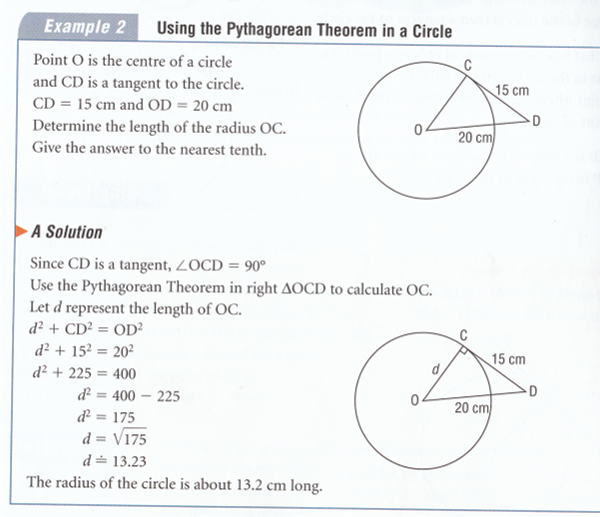 Example 2 Using the Pythagorean Theorem in a Circle
Point O is the centre of a circle
and CD is a tangent to the circle.
CD = 15 cm and OD = 20 cm
Determine the length of the radius OC.
Give the answer to the nearest tenth.
C
15 cm
O
D
20 cm
A Solution
Since CD is a tangent, ∠OCD = 90°
Use the Pythagorean Theorem in right ΔOCD to calculate OC.
Let d represent the length of OC.
d² + CD² = OD²
d² + 15² = 20²
d² + 225 = 400
d² = 400 − 225
d² = 175
d = √175
d ≐ 13.23
The radius of the circle is about 13.2 cm long.
C
15 cm
d
O
D
20 cm